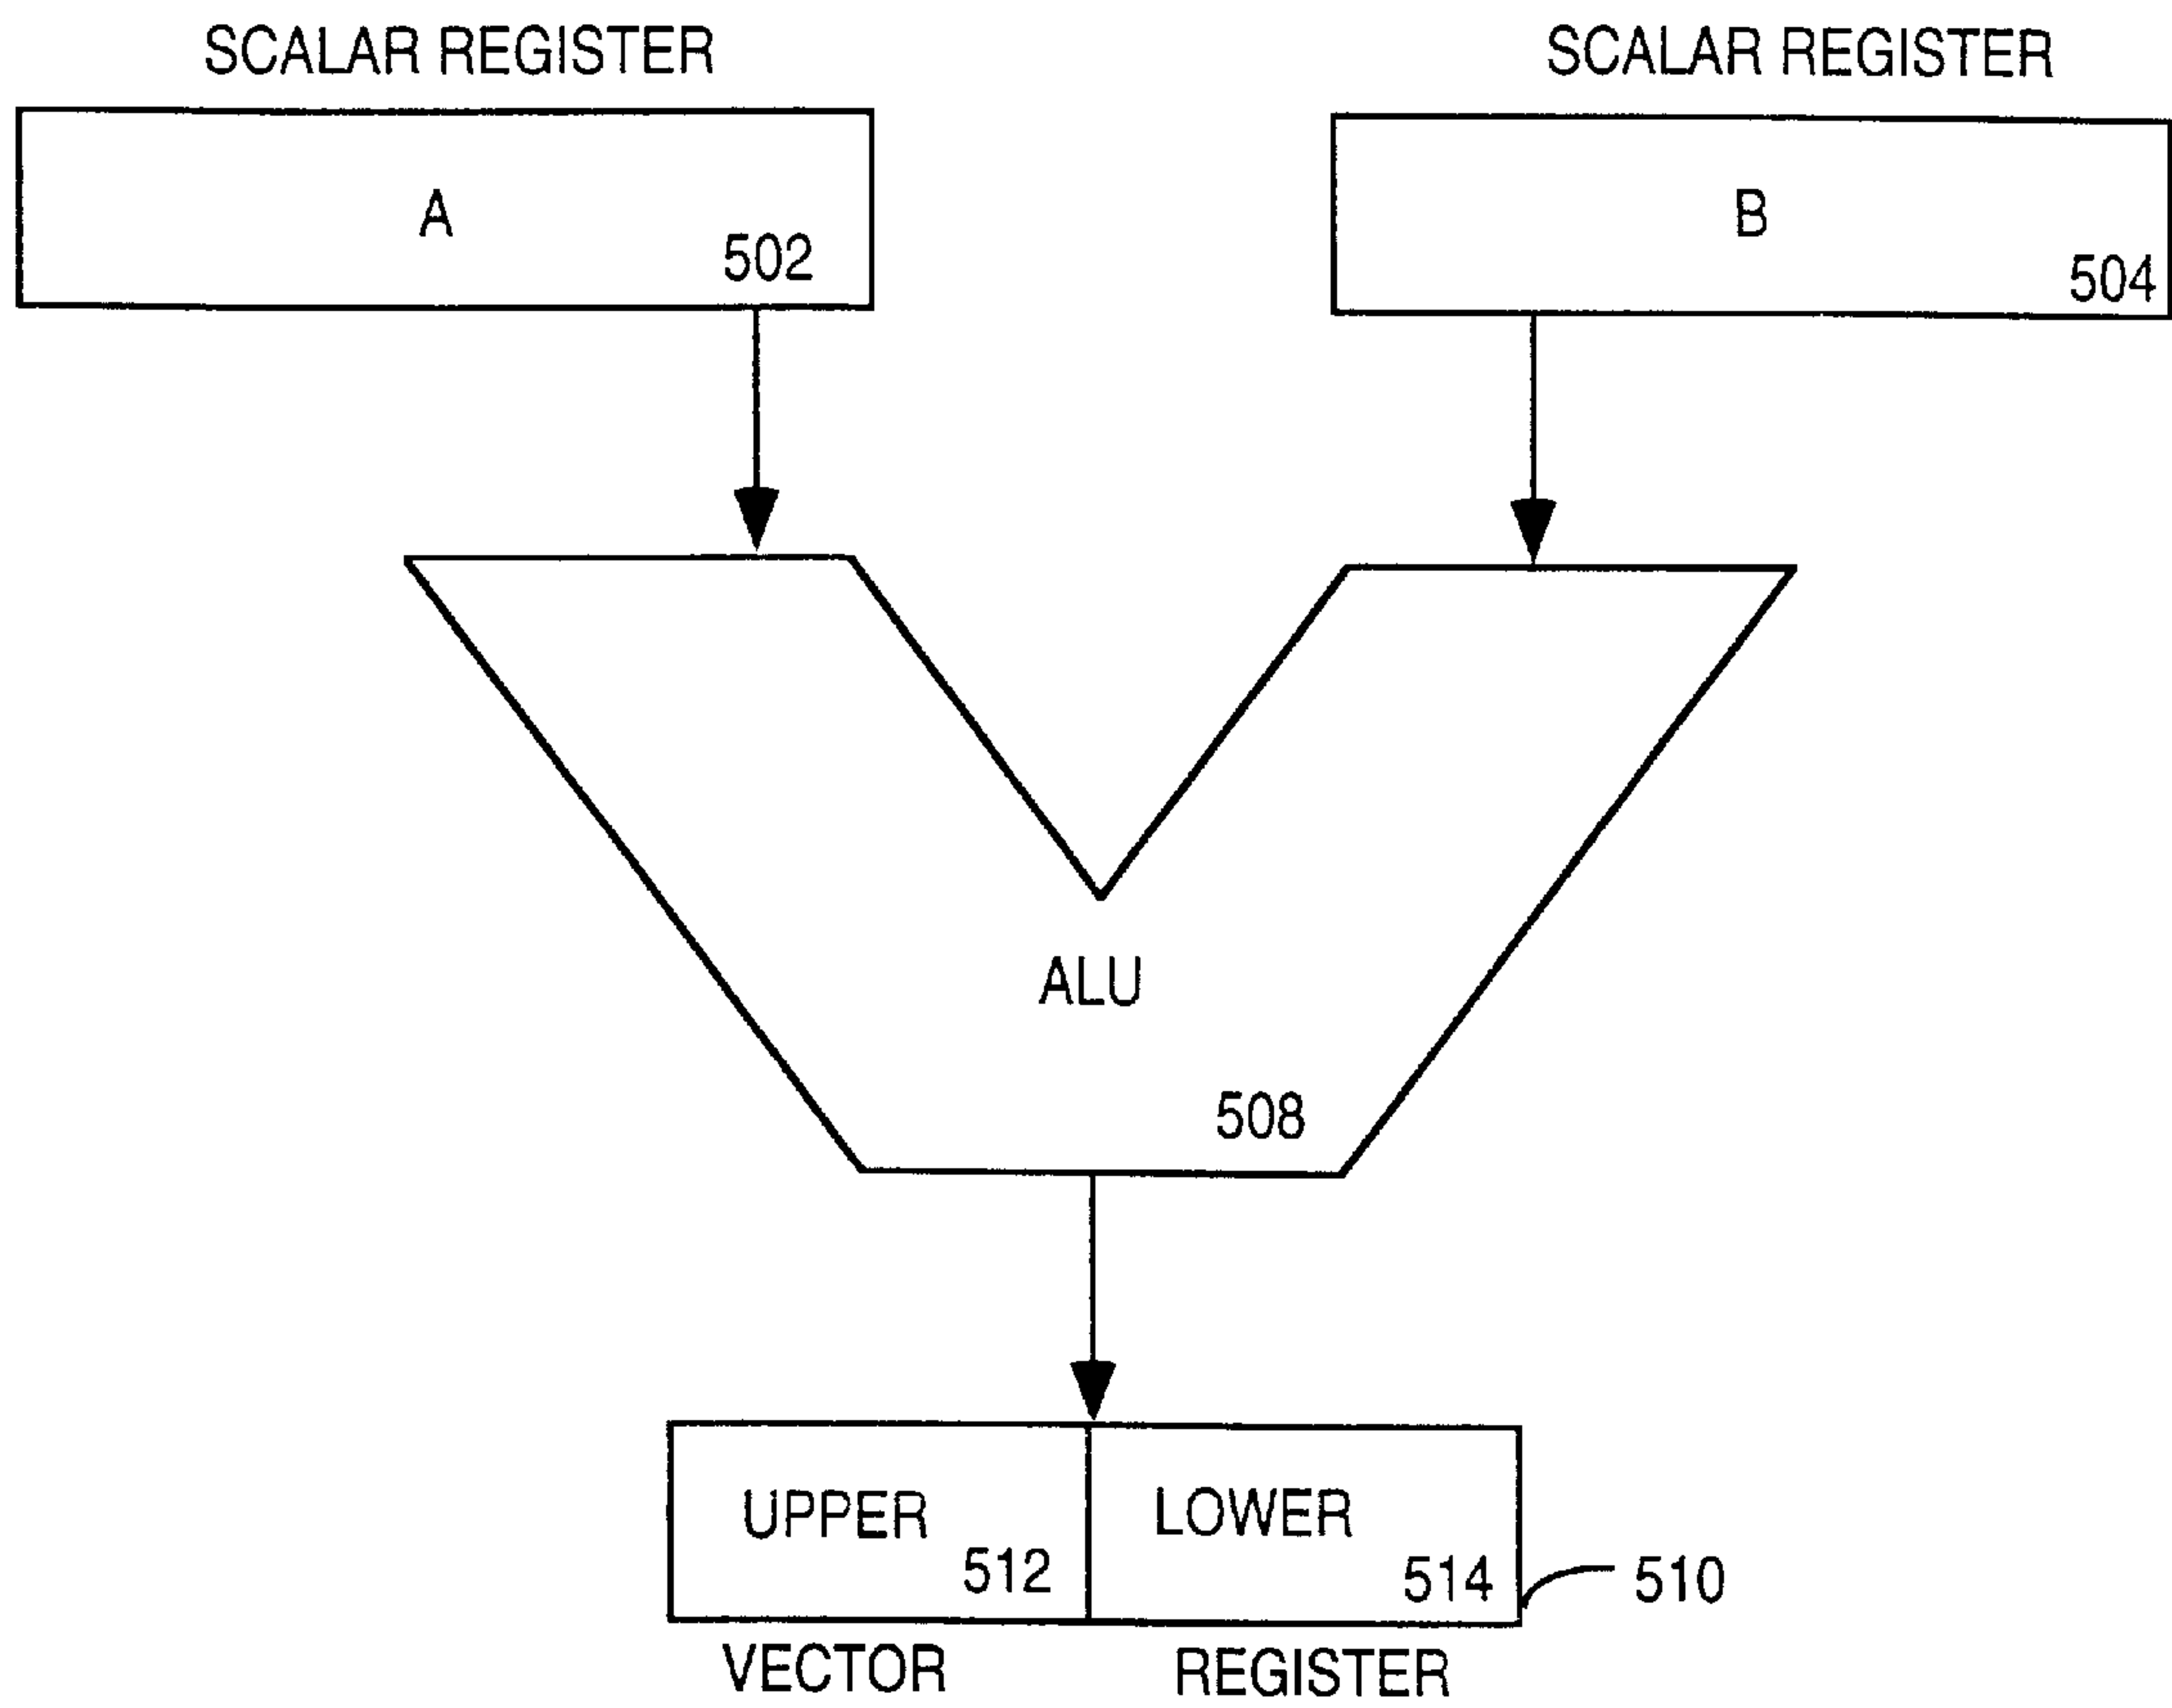 SCALAR REGISTER
SCALAR REGISTER
A
502
B
504
ALU
508
UPPER
512
LOWER
514
510
VECTOR REGISTER